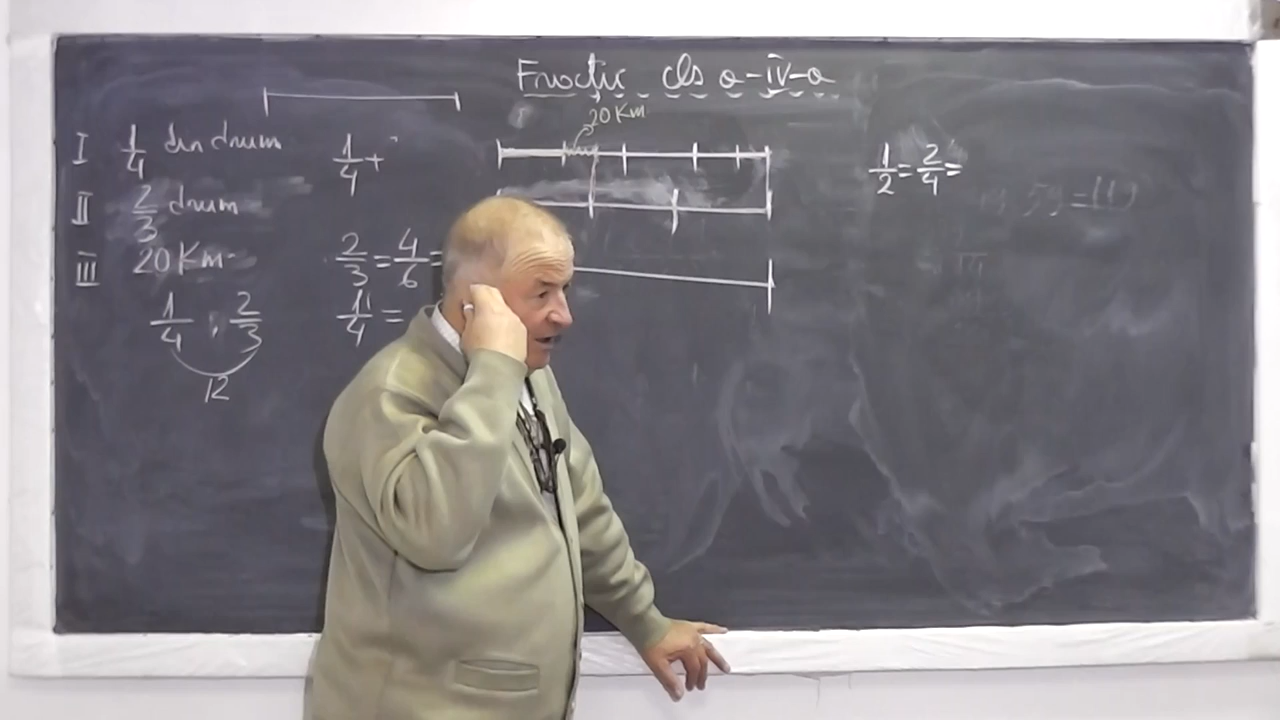 Fracție cls a-IV-a
20 Km
I 1/4 din drum
II 2/3 drum
III 20 Km
1/4 ; 2/3
12
1/4 +
2/3 = 4/6 =
1/4 =
1/2 = 2/4 =